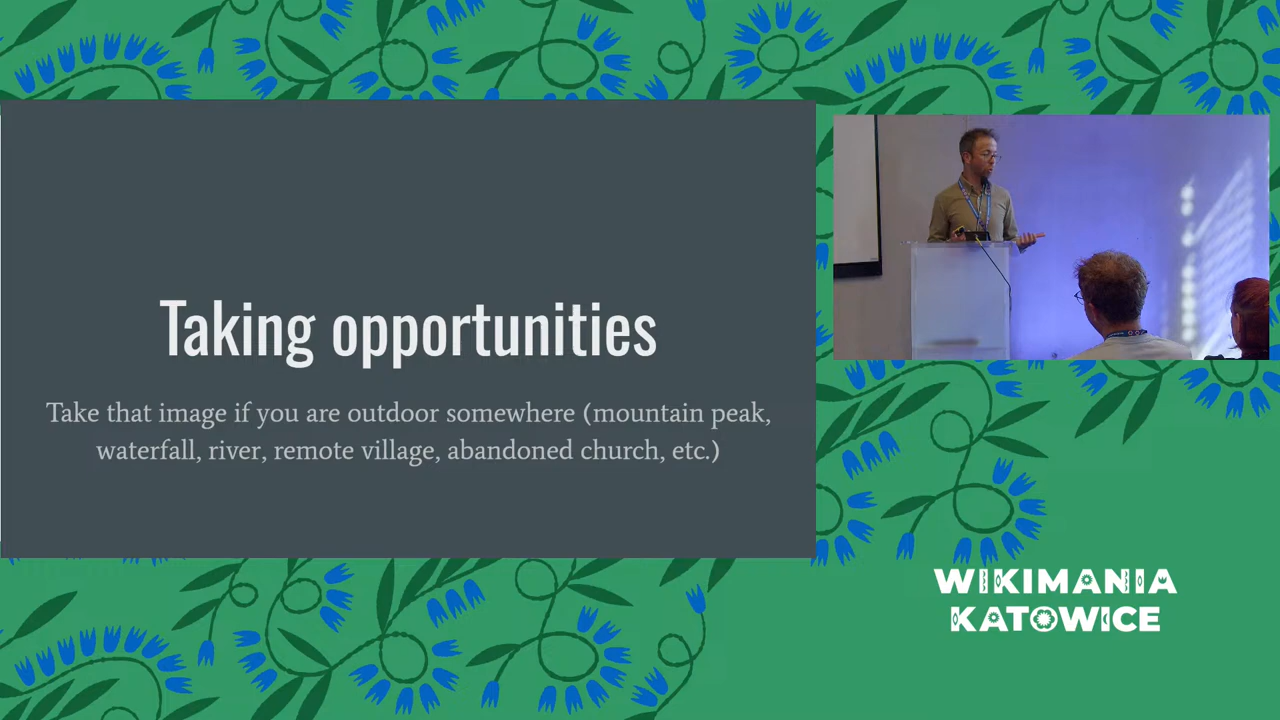 Taking opportunities
Take that image if you are outdoor somewhere (mountain peak,
waterfall, river, remote village, abandoned church, etc.)
WIKIMANIA
KATOWICE